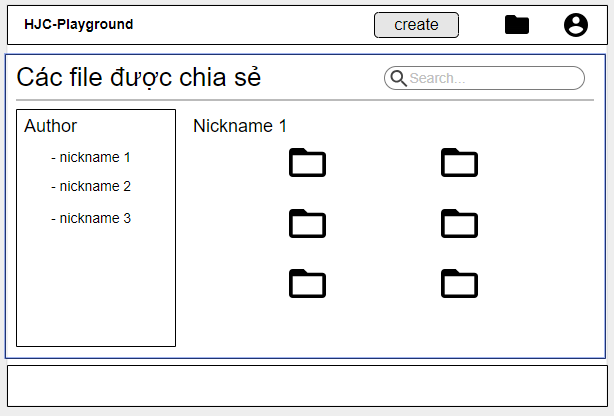 HJC-Playground
create
Các file được chia sẻ
Search...
Author
- nickname 1
- nickname 2
- nickname 3
Nickname 1